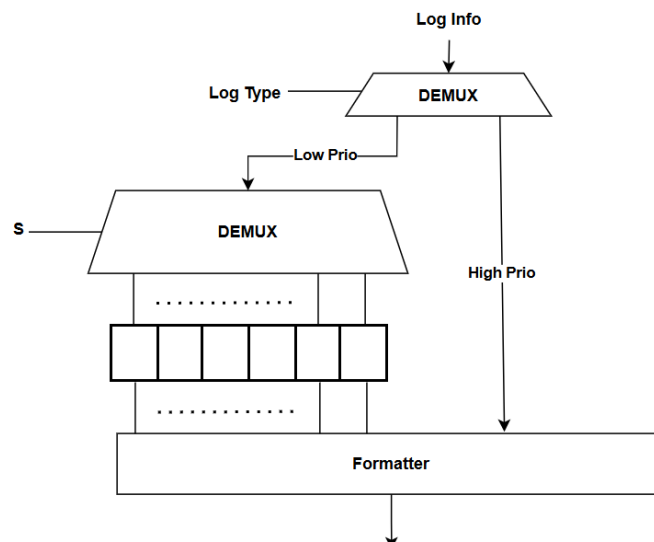 Log Info
Log Type
DEMUX
Low Prio
S
DEMUX
High Prio
Formatter